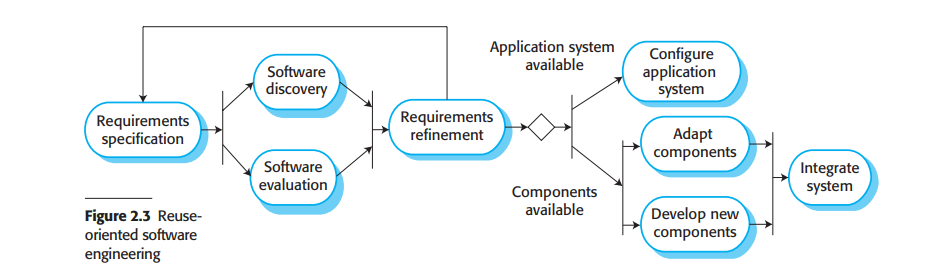 Requirements
specification
Software
discovery
Software
evaluation
Requirements
refinement
Application system
available
Configure
application
system
Components
available
Adapt
components
Develop new
components
Integrate
system
Figure 2.3 Reuse-
oriented software
engineering